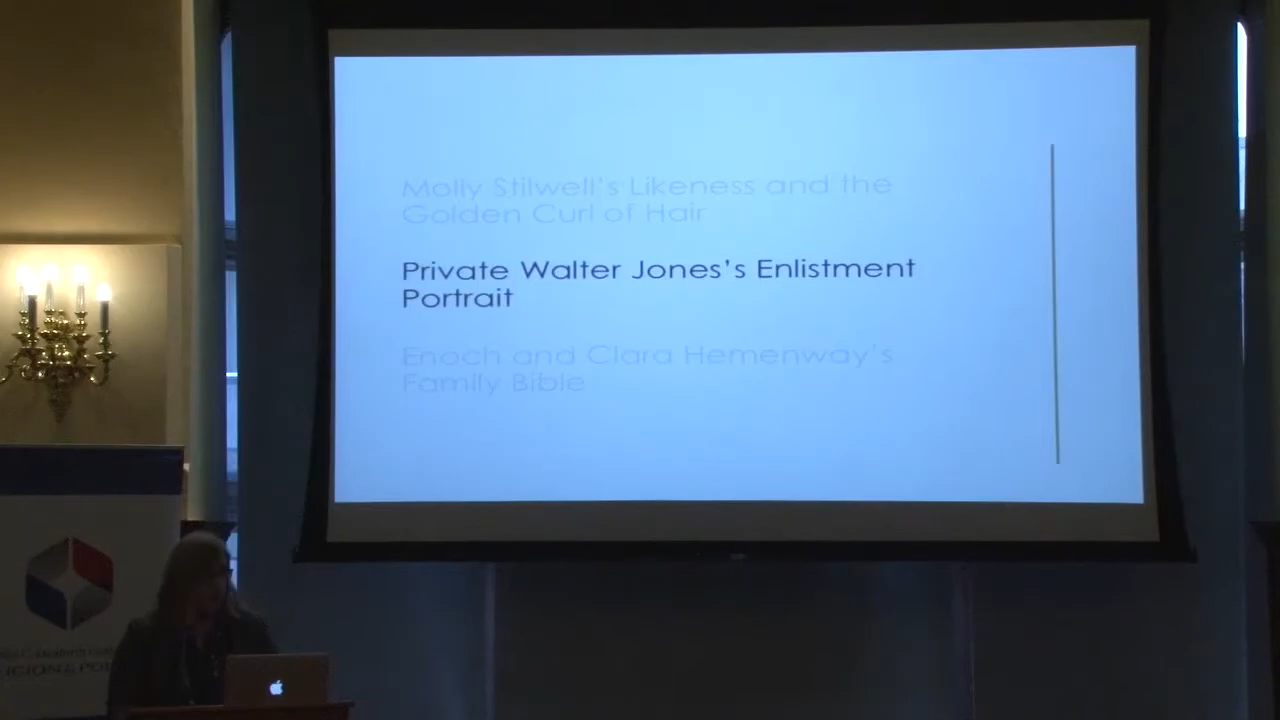 Molly Stilwell's Likeness and the
Golden Curl of Hair
Private Walter Jones's Enlistment
Portrait
Enoch and Clara Hemenway's
Family Bible